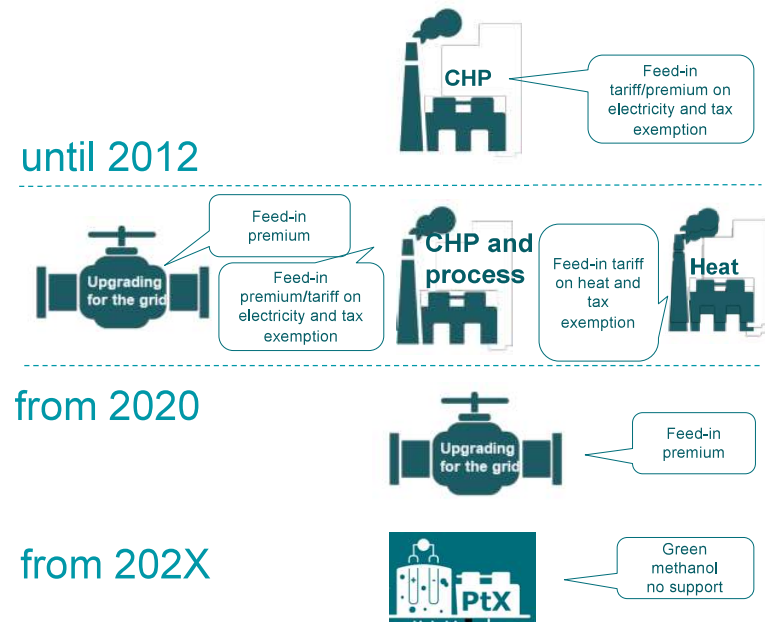 CHP
Feed-in
tariff/premium on
electricity and tax
exemption
until 2012
Feed-in
premium
Upgrading
for the grid
Feed-in
premium/tariff on
electricity and tax
exemption
CHP and
process
Feed-in tariff
on heat and
tax
exemption
Heat
from 2020
Upgrading
for the grid
Feed-in
premium
from 202X
PtX
Green
methanol
no support